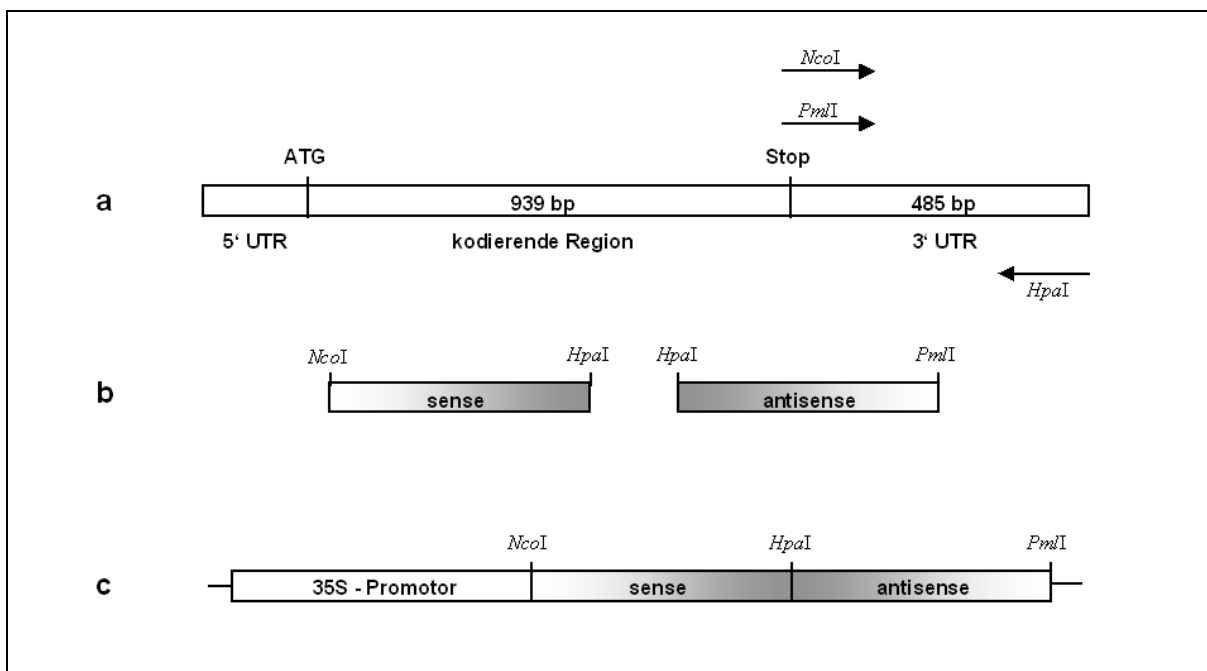 NcoI
PmlI
ATG Stop
a 939 bp 485 bp
5‘ UTR kodierende Region 3‘ UTR
HpaI
NcoI HpaI HpaI PmlI
b sense antisense
NcoI HpaI PmlI
c 35S - Promotor sense antisense